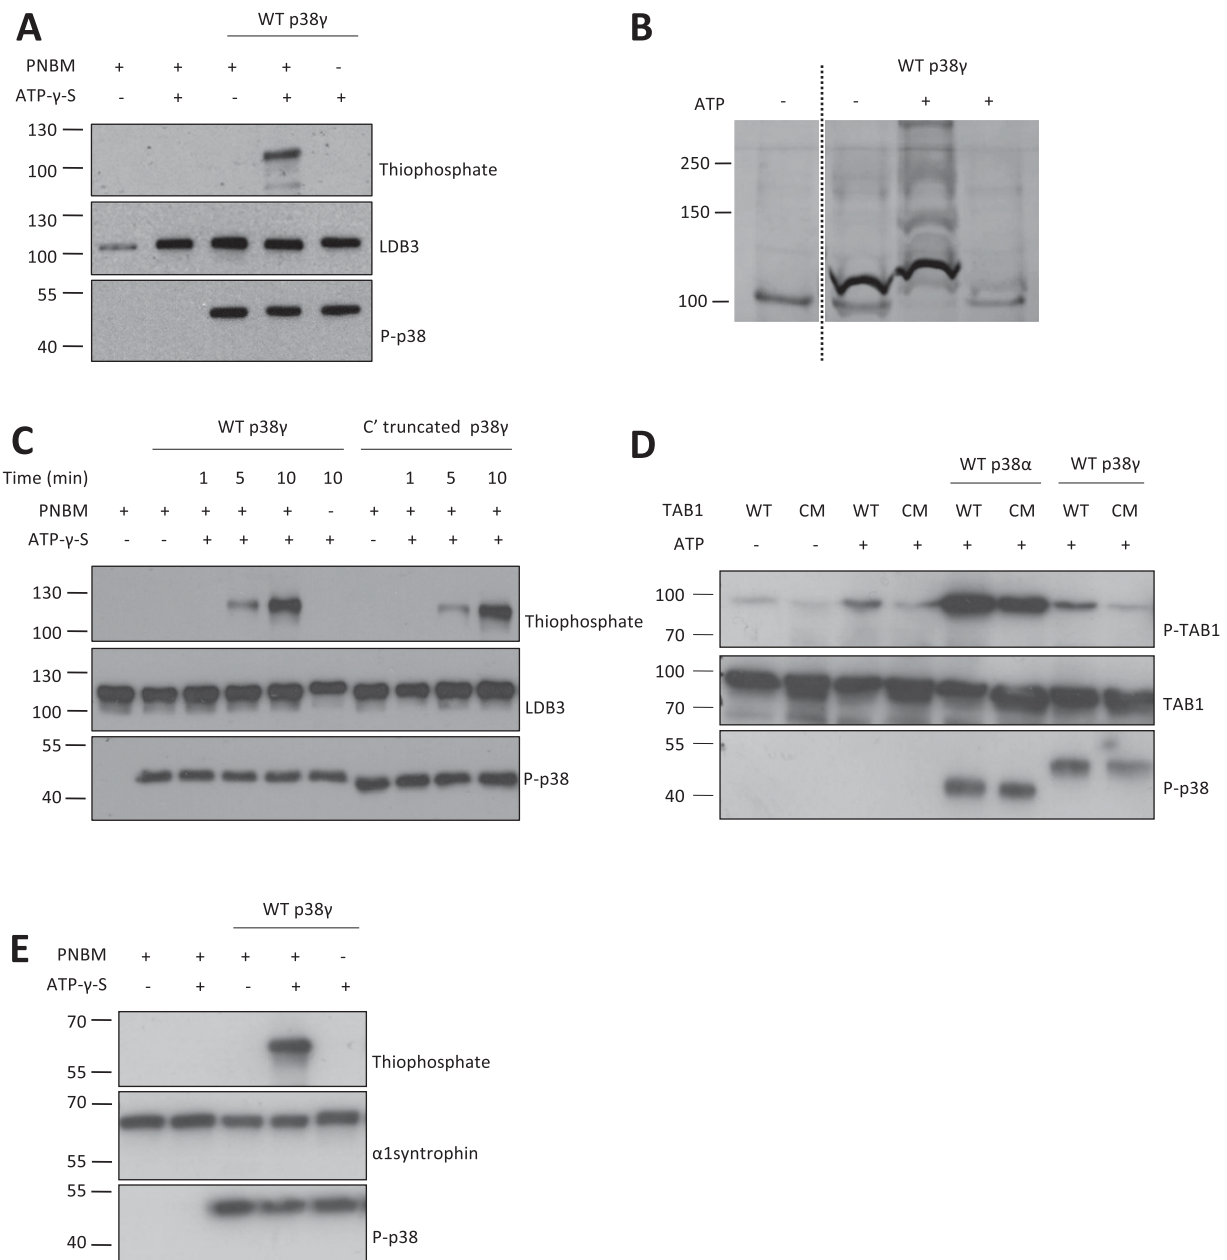 A
WT p38γ
PNBM + + + + -
ATP-γ-S - + - + +
130
100
Thiophosphate
130
100
LDB3
55
40
P-p38
B
WT p38γ
ATP - - + +
250
150
100
C
WT p38γ C’ truncated p38γ
Time (min) 1 5 10 10 1 5 10
PNBM + + + + + - + + + +
ATP-γ-S - - + + + + - + + +
130
100
Thiophosphate
130
100
LDB3
55
40
P-p38
D
WT p38α WT p38γ
TAB1 WT CM WT CM WT CM WT CM
ATP - - + + + + + +
100
70
P-TAB1
100
70
TAB1
55
40
P-p38
E
WT p38γ
PNBM + + + + -
ATP-γ-S - + - + +
70
55
Thiophosphate
70
55
α1syntrophin
55
40
P-p38